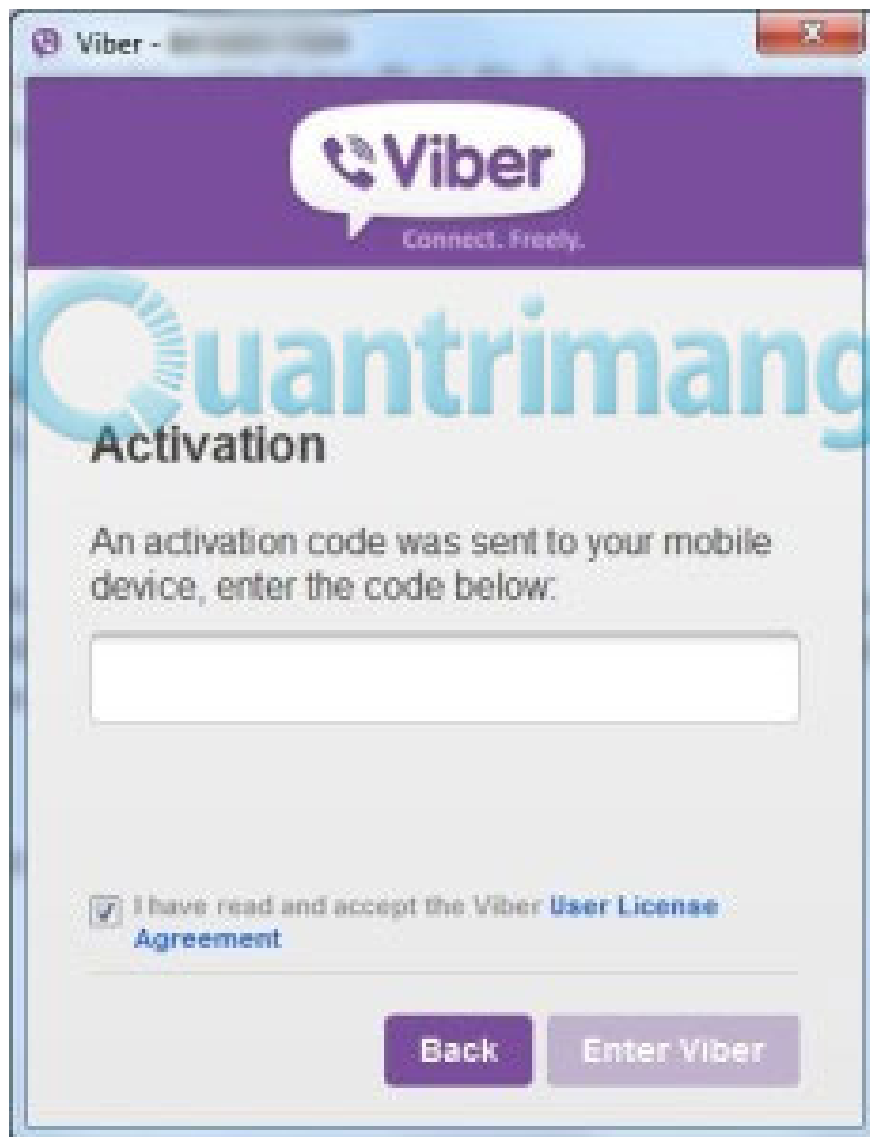 Viber -
Viber
Connect. Freely.
Quantrimang
Activation
An activation code was sent to your mobile
device, enter the code below:
I have read and accept the Viber User License
Agreement
Back
Enter Viber